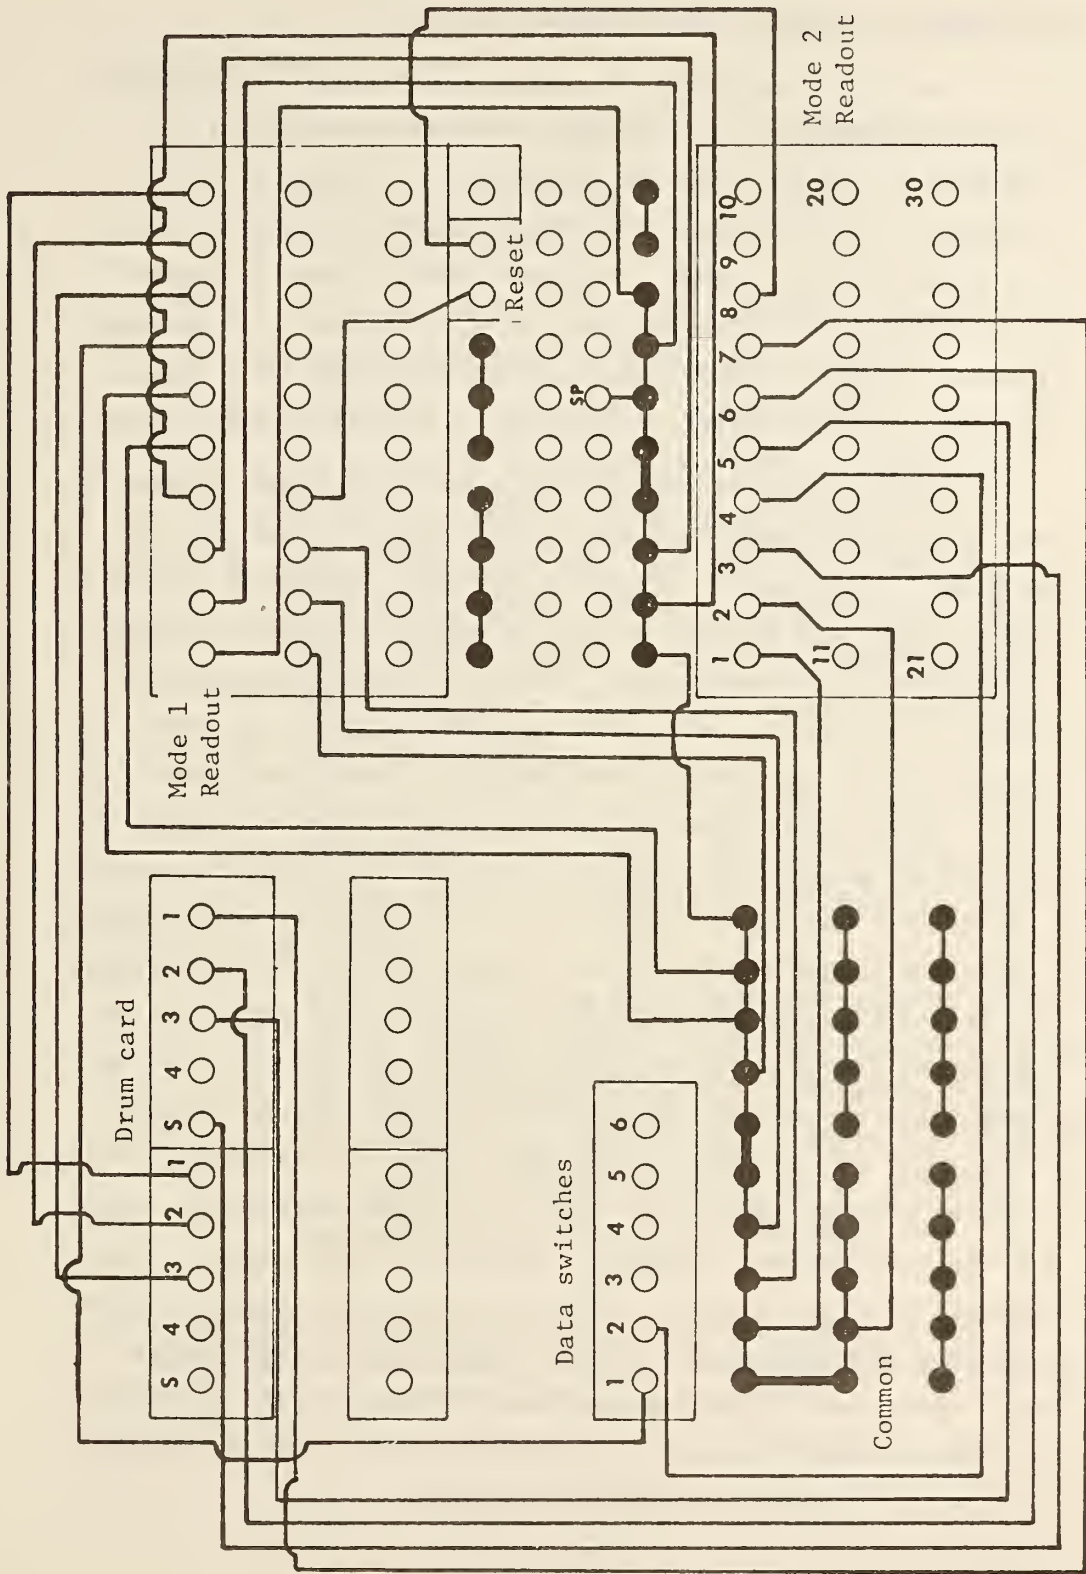 Drum card
S 4 3 2 1 S 4 3 2 1
Mode 1
Readout
Reset
SP
Data switches
1 2 3 4 5 6
1 2 3 4 5 6 7 8 9 10
11 20
21 30
Common
Mode 2
Readout